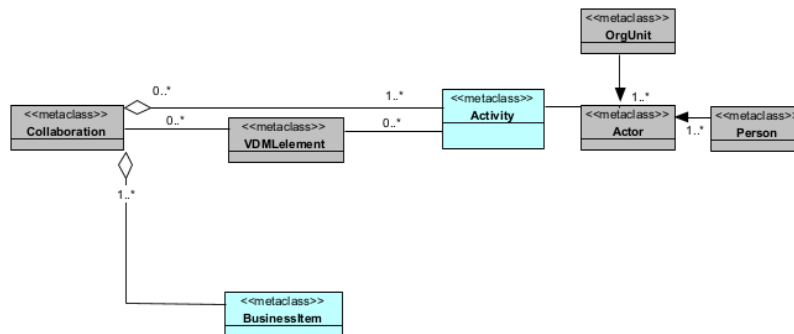 <<metaclass>>
OrgUnit
0..*
1..*
<<metaclass>>
Activity
1..*
<<metaclass>>
Collaboration
0..*
<<metaclass>>
VDMLelement
0..*
<<metaclass>>
Actor
1..*
<<metaclass>>
Person
1..*
<<metaclass>>
BusinessItem